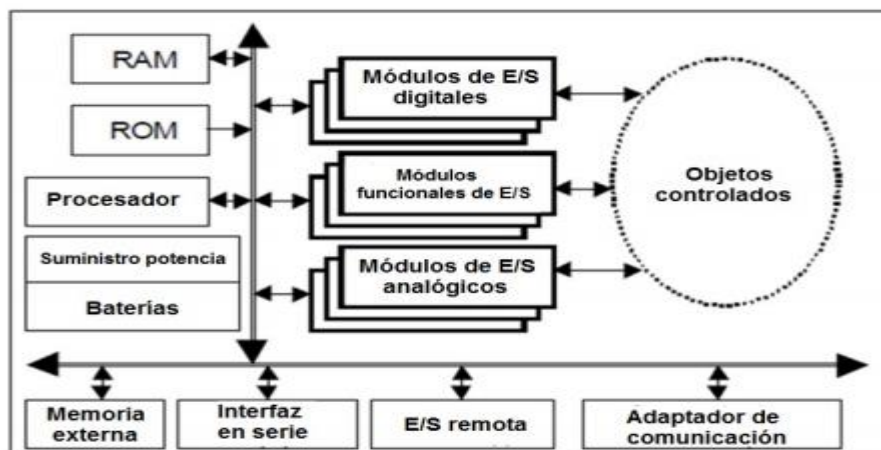 RAM
ROM
Procesador
Suministro potencia
Baterías
Módulos de E/S
digitales
Módulos
funcionales de E/S
Módulos de E/S
analógicos
Objetos
controlados
Memoria
externa
Interfaz
en serie
E/S remota
Adaptador de
comunicación